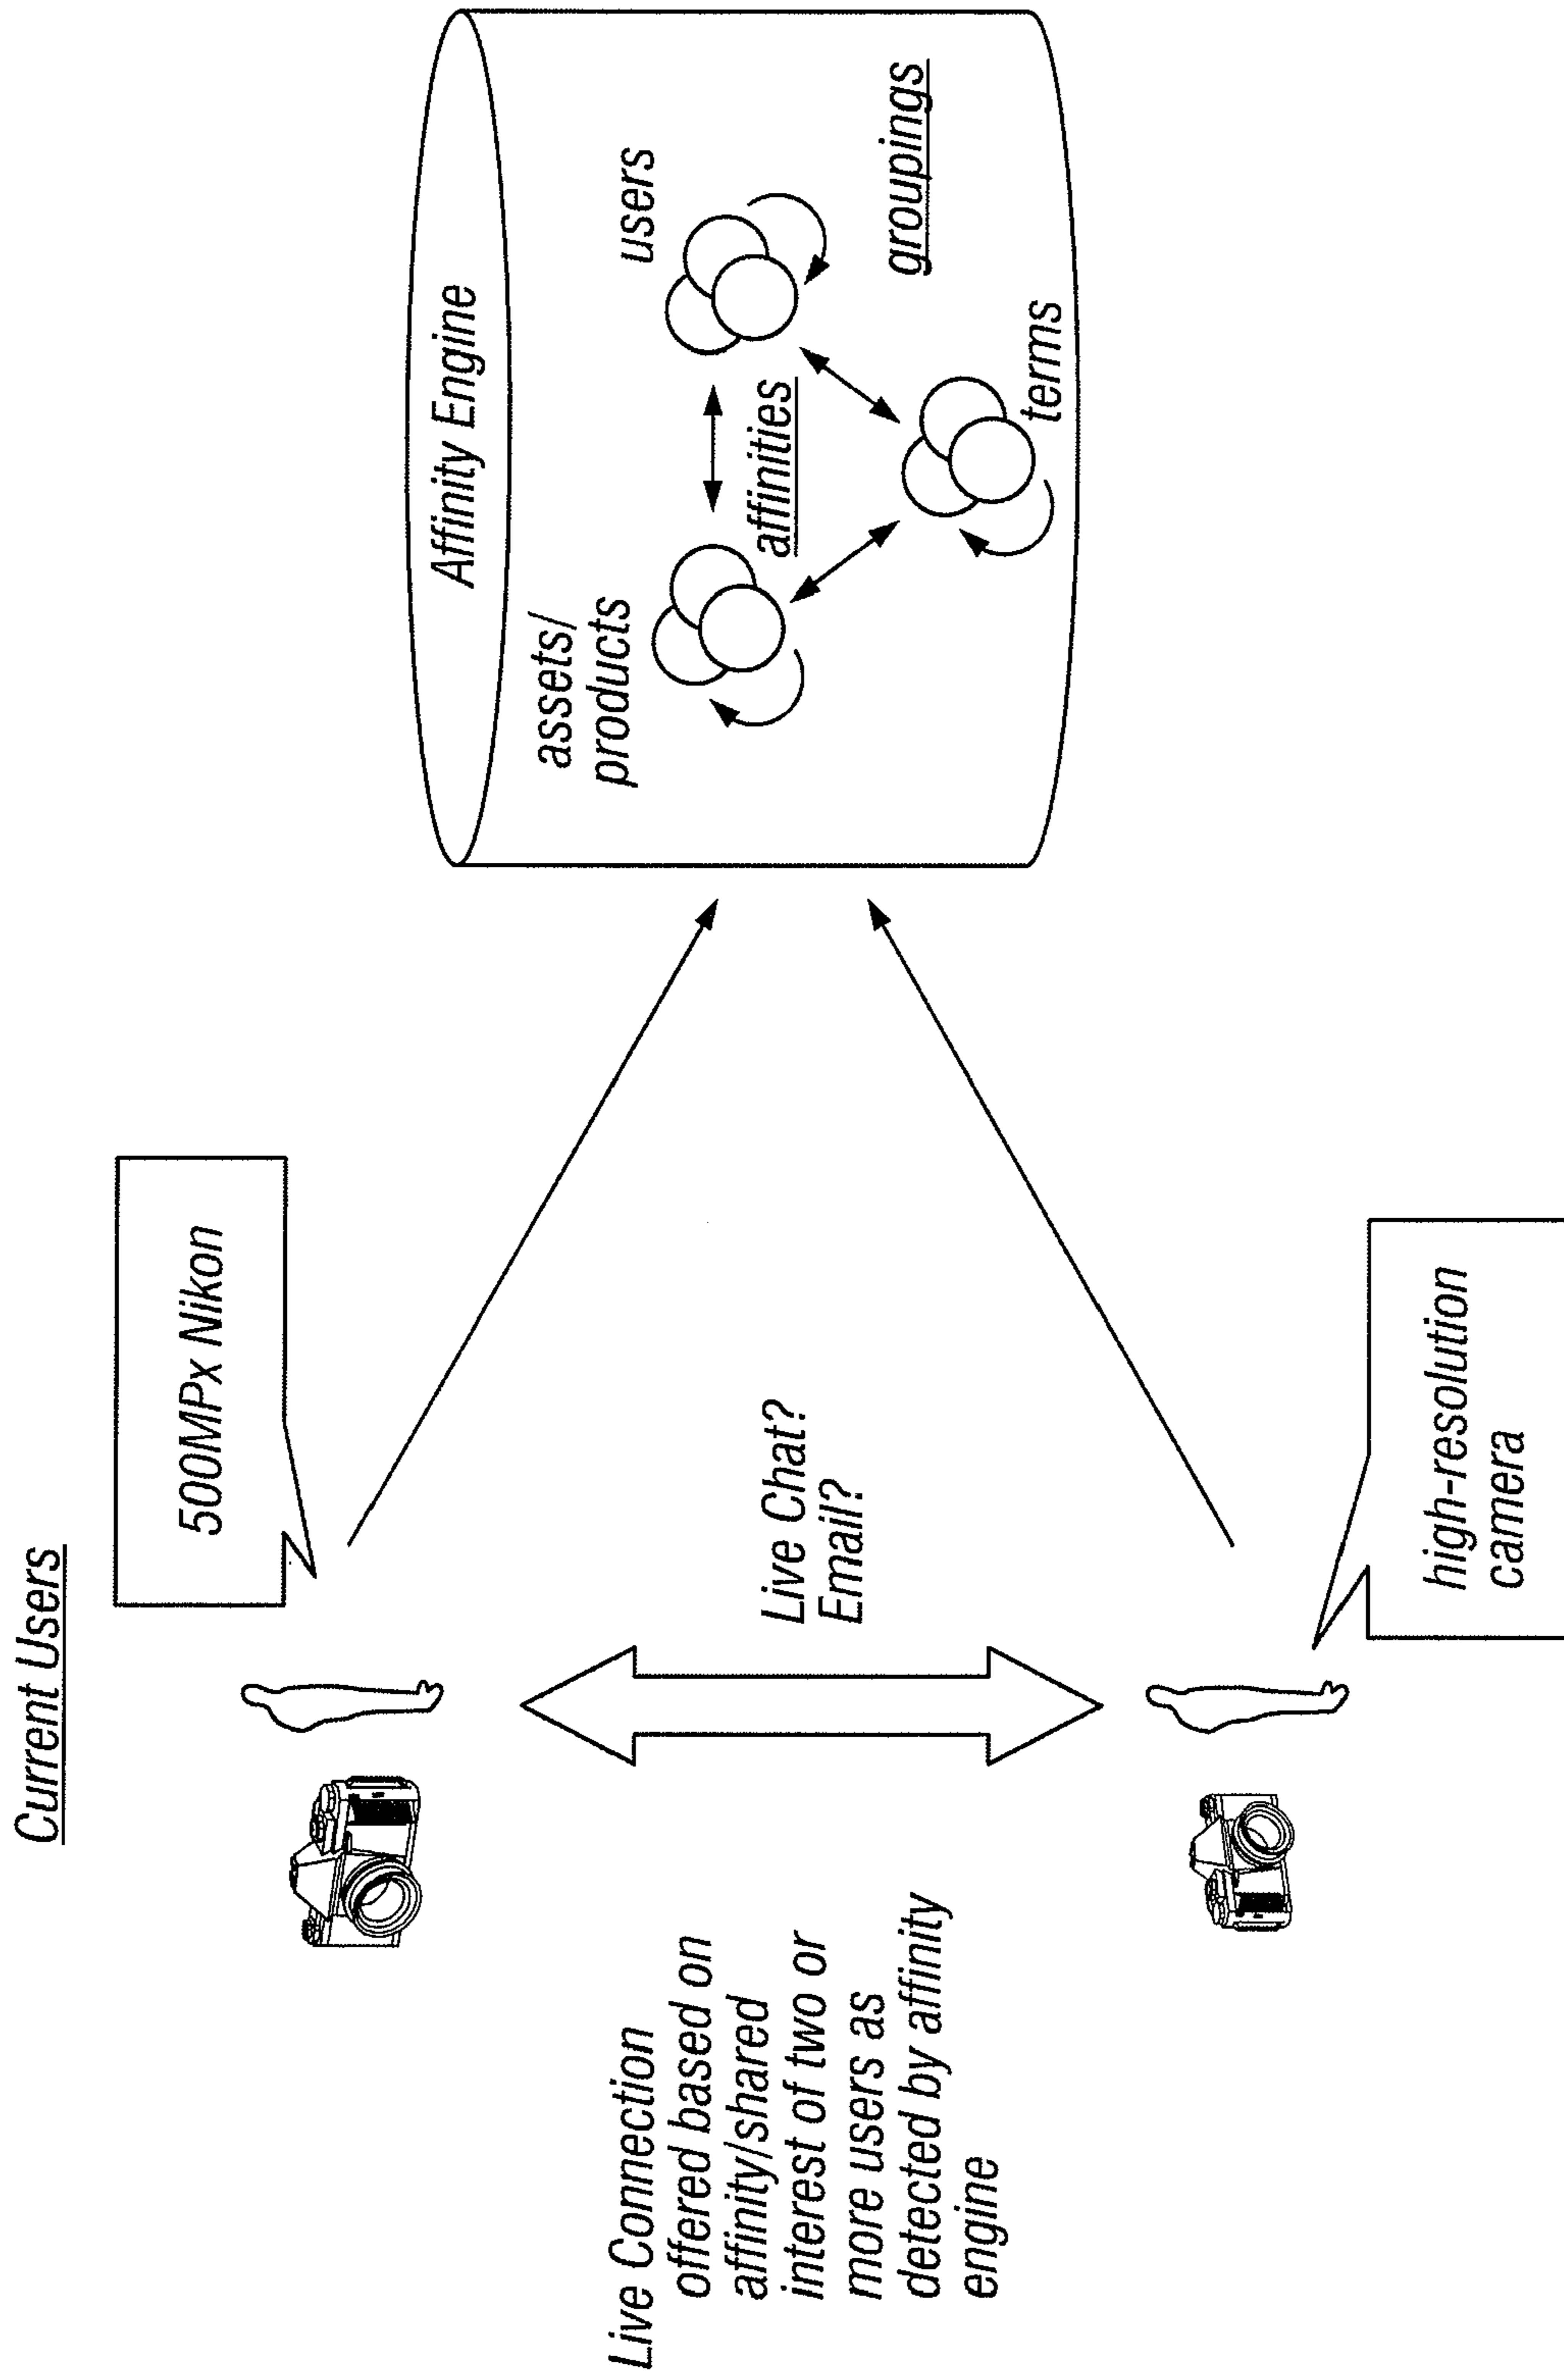 Current Users
500MPx Nikon
Live Connection
offered based on
affinity/shared
interest of two or
more users as
detected by affinity
engine
Live Chat?
Email?
high-resolution
camera
Affinity Engine
assets/
products
users
affinities
terms
groupings